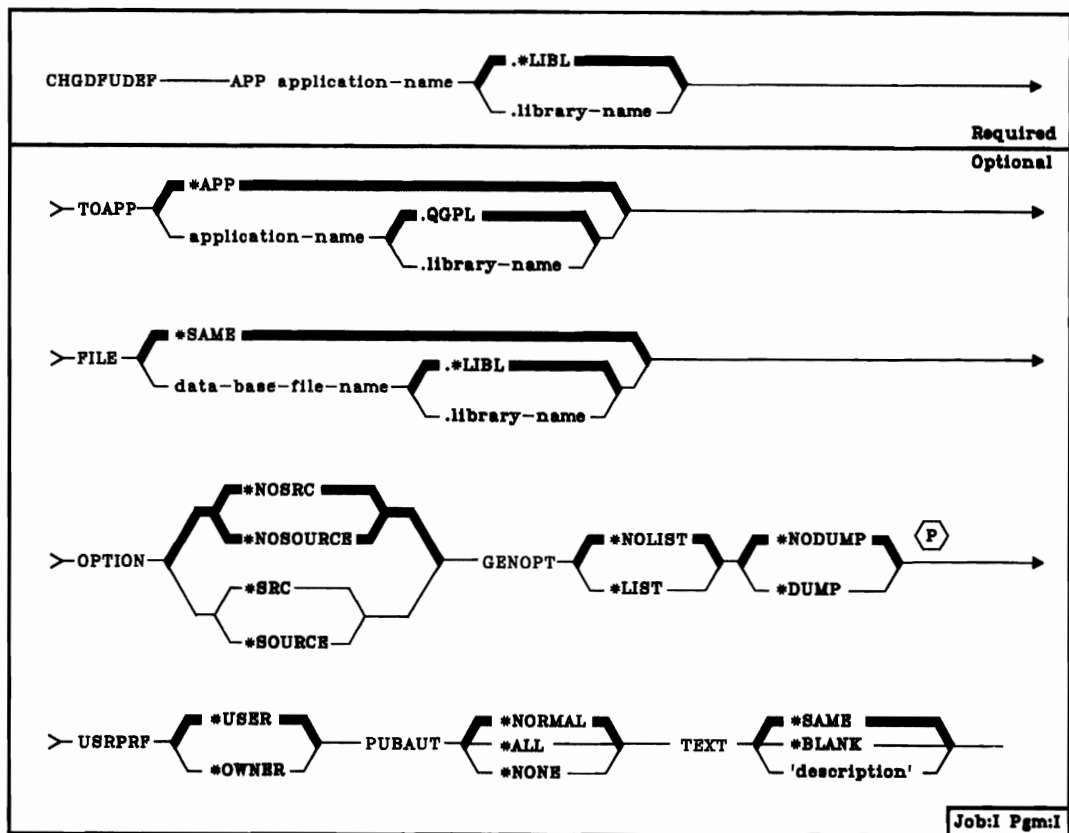 .*LIBL
CHGDFUDEF APP application-name
.library-name
Required
Optional
*APP
TOAPP .QGPL
application-name
.library-name
*SAME
FILE .*LIBL
data-base-file-name
.library-name
*NOSRC
*NOSOURCE *NOLIST *NODUMP P
OPTION GENOPT
*SRC *LIST *DUMP
*SOURCE
*USER *NORMAL *SAME
USRPRF PUBAUT *ALL TEXT *BLANK
*OWNER *NONE 'description'
Job:I Pgm:I